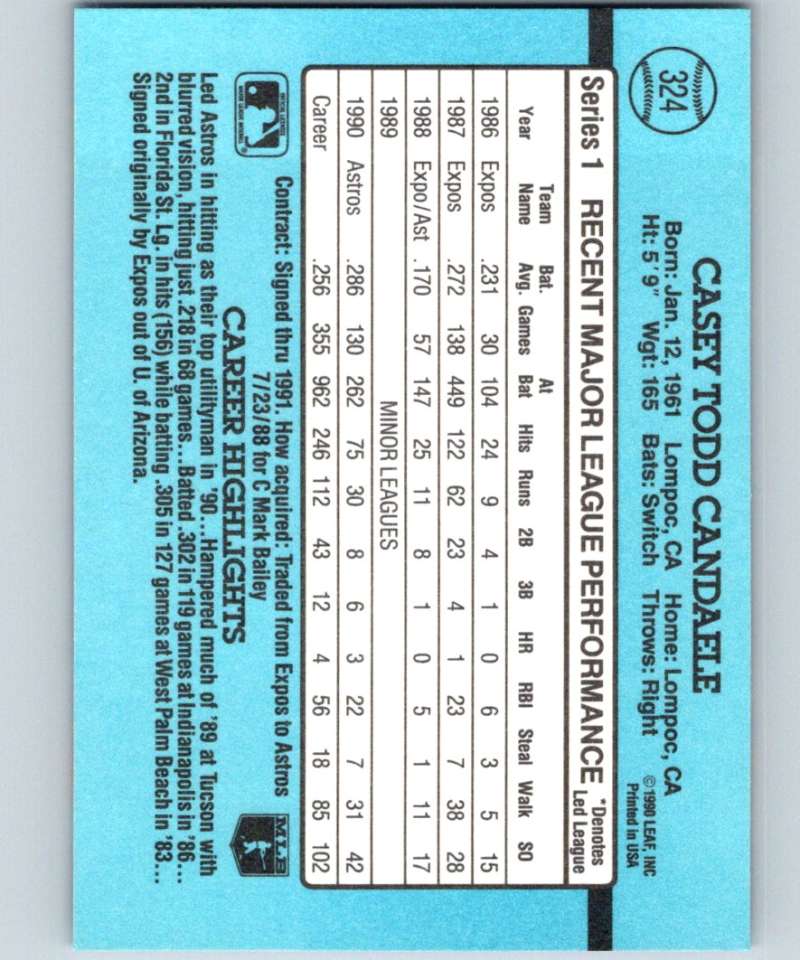 324
CASEY TODD CANDAELE
Born: Jan. 12, 1961 Lompoc, CA Home: Lompoc, CA
Ht: 5'9" Wgt: 165 Bats: Switch Throws: Right
©1990 LEAF, INC
Printed in USA
Series 1 RECENT MAJOR LEAGUE PERFORMANCE *Denotes Led League
Year Team Name Bat. Avg. Games At Bat Hits Runs 2B 3B HR RBI Steal Walk SO
1986 Expos .231 30 104 24 9 4 1 0 6 3 5 15
1987 Expos .272 138 449 122 62 23 4 1 23 7 38 28
1988 Expo/Ast .170 57 147 25 11 8 1 0 5 1 11 17
1989 MINOR LEAGUES
1990 Astros .286 130 262 75 30 8 6 3 22 7 31 42
Career .256 355 962 246 112 43 12 4 56 18 85 102
Contract: Signed thru 1991. How acquired: Traded from Expos to Astros
7/23/88 for C Mark Bailey
CAREER HIGHLIGHTS
MLB
Led Astros in hitting as their top utilityman in '90... Hampered much of '89 at Tucson with
blurred vision, hitting just .218 in 68 games... Batted .302 in 119 games at Indianapolis in '86...
2nd in Florida St. Lg. in hits (156) while batting .305 in 127 games at West Palm Beach in '83...
Signed originally by Expos out of U. of Arizona.